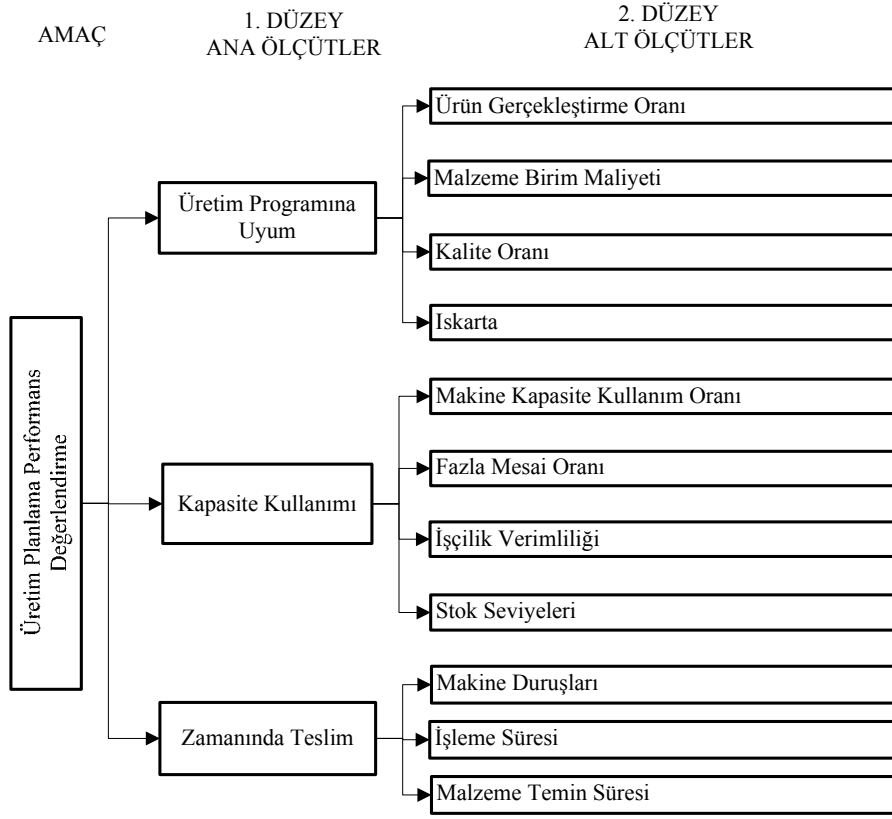 AMAÇ
1. DÜZEY
ANA ÖLÇÜTLER
2. DÜZEY
ALT ÖLÇÜTLER
Üretim Planlama Performans
Değerlendirme
Üretim Programına
Uyum
Ürün Gerçekleştirme Oranı
Malzeme Birim Maliyeti
Kalite Oranı
Iskarta
Kapasite Kullanımı
Makine Kapasite Kullanım Oranı
Fazla Mesai Oranı
İşçilik Verimliliği
Stok Seviyeleri
Zamanında Teslim
Makine Duruşları
İşleme Süresi
Malzeme Temin Süresi